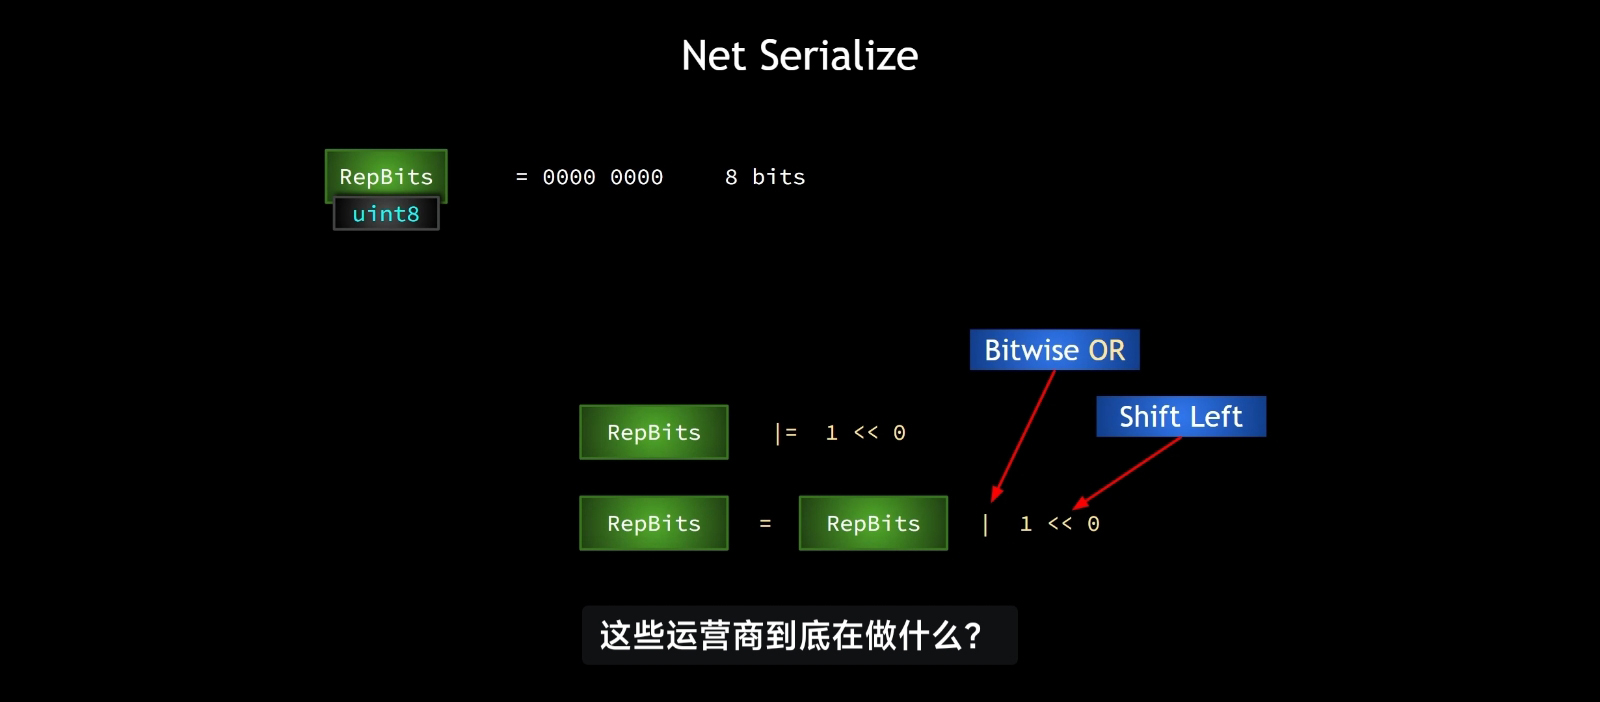 Net Serialize
RepBits = 0000 0000 8 bits
uint8
Bitwise OR
Shift Left
RepBits |= 1 << 0
RepBits = RepBits | 1 << 0
这些运营商到底在做什么？